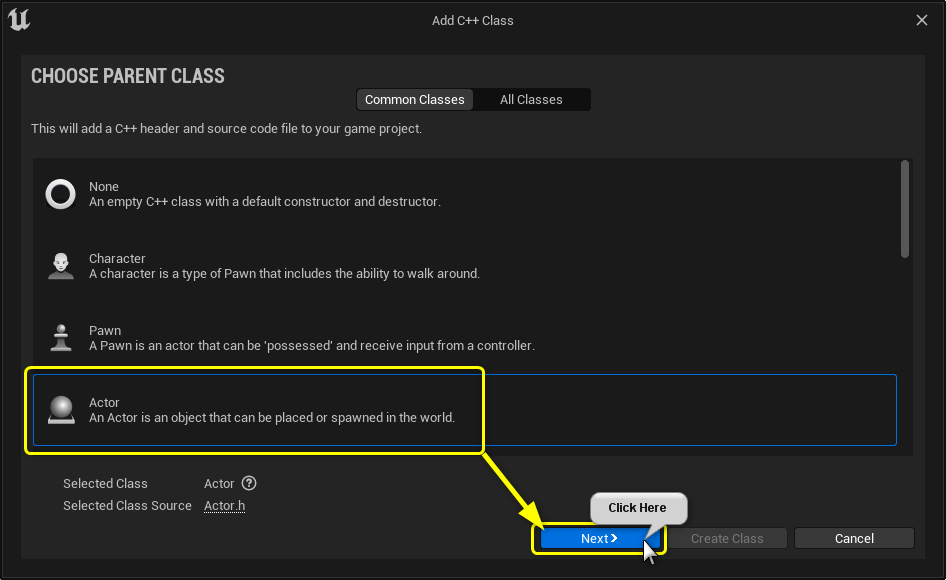 Add C++ Class
CHOOSE PARENT CLASS
Common Classes
All Classes
This will add a C++ header and source code file to your game project.
None
An empty C++ class with a default constructor and destructor.
Character
A character is a type of Pawn that includes the ability to walk around.
Pawn
A Pawn is an actor that can be 'possessed' and receive input from a controller.
Actor
An Actor is an object that can be placed or spawned in the world.
Selected Class Actor ?
Selected Class Source Actor.h
Click Here
Next
Create Class
Cancel